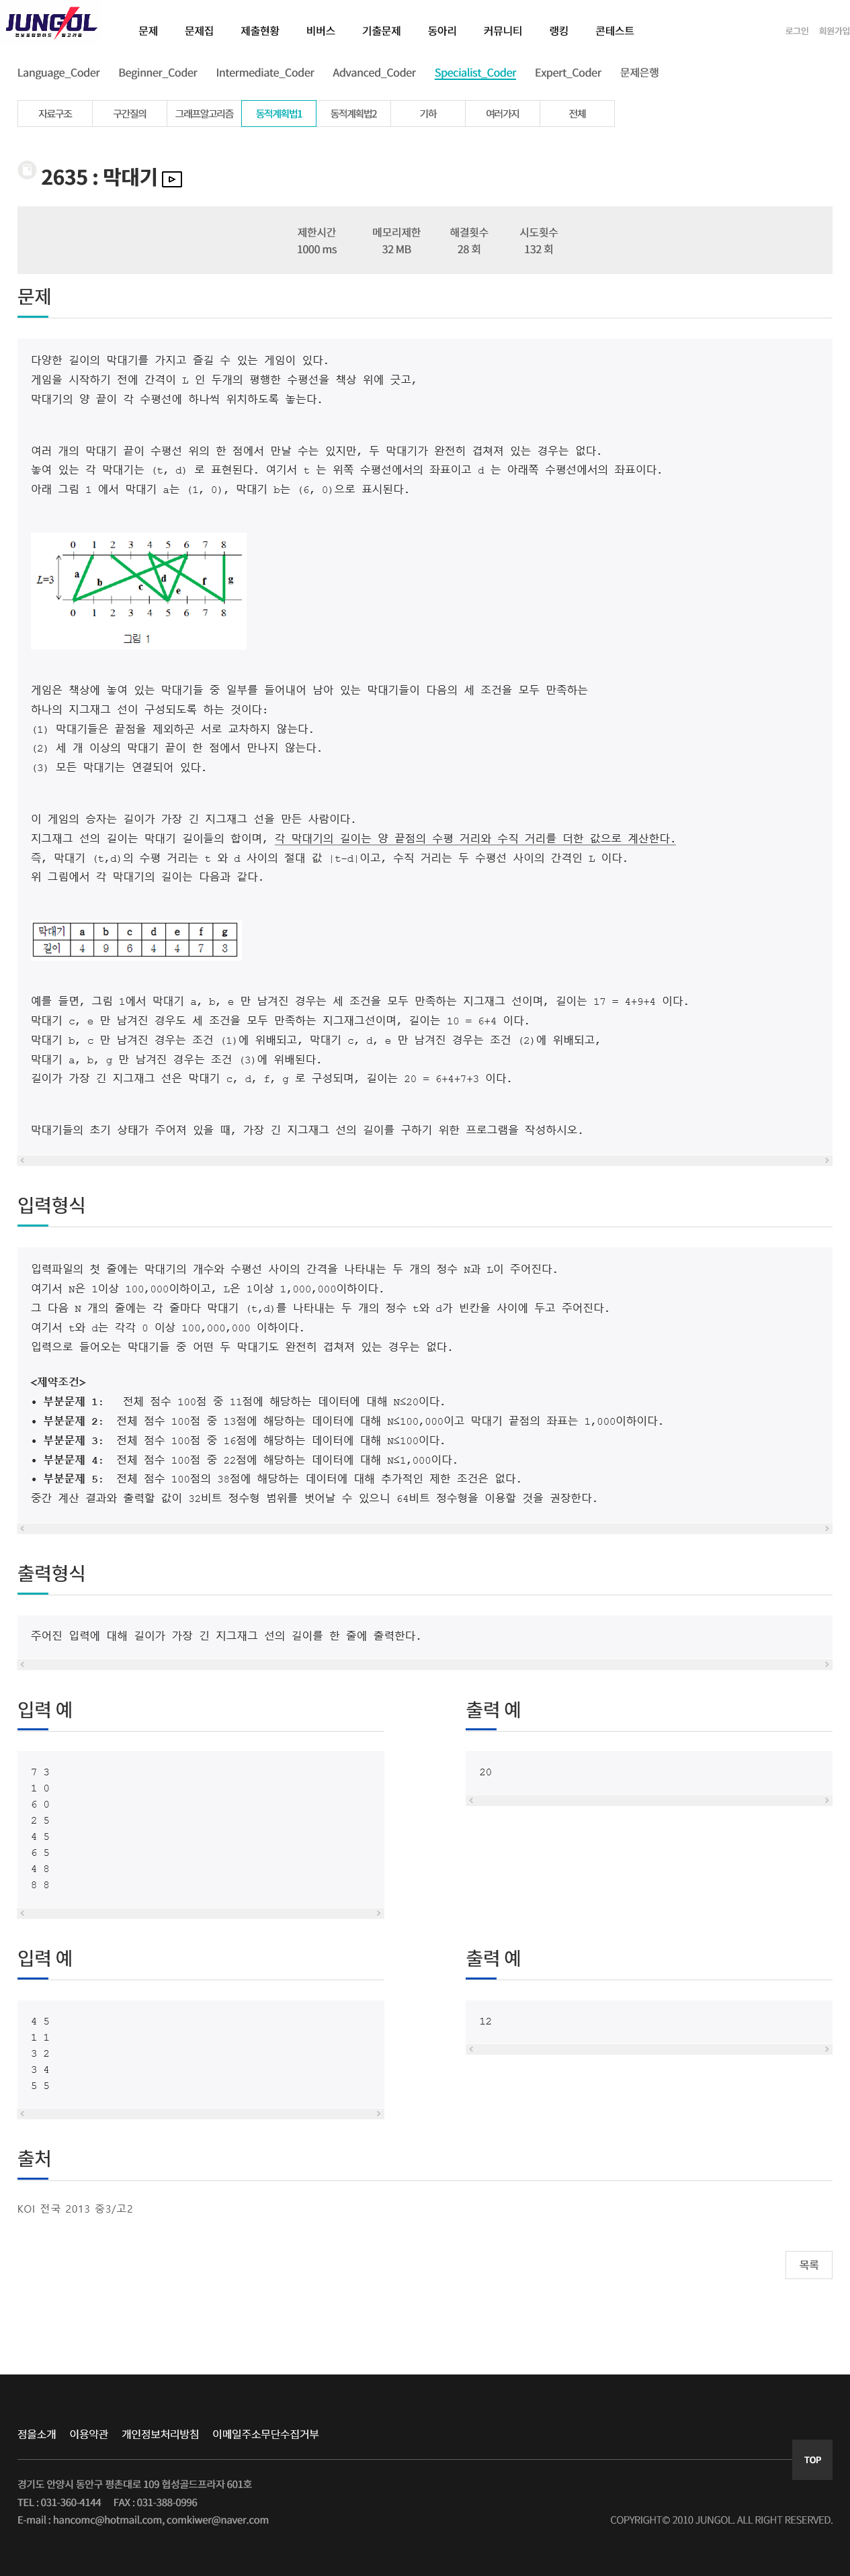 JUNGOL
문제 문제집 제출현황 비버스 기출문제 동아리 커뮤니티 랭킹 콘테스트
로그인 회원가입
Language_Coder Beginner_Coder Intermediate_Coder Advanced_Coder Specialist_Coder Expert_Coder 문제은행
자료구조 구간질의 그래프알고리즘 동적계획법1 동적계획법2 기하 여러가지 전체
2635 : 막대기
제한시간 메모리제한 해결횟수 시도횟수
1000 ms 32 MB 28 회 132 회
문제
다양한 길이의 막대기를 가지고 즐길 수 있는 게임이 있다.
게임을 시작하기 전에 간격이 L 인 두개의 평행한 수평선을 책상 위에 긋고,
막대기의 양 끝이 각 수평선에 하나씩 위치하도록 놓는다.
여러 개의 막대기 끝이 수평선 위의 한 점에서 만날 수는 있지만, 두 막대기가 완전히 겹쳐져 있는 경우는 없다.
놓여 있는 각 막대기는 (t, d) 로 표현된다. 여기서 t 는 위쪽 수평선에서의 좌표이고 d 는 아래쪽 수평선에서의 좌표이다.
아래 그림 1 에서 막대기 a는 (1, 0), 막대기 b는 (6, 0)으로 표시된다.
0 1 2 3 4 5 6 7 8
L=3 a b c d e f g
0 1 2 3 4 5 6 7 8
그림 1
게임은 책상에 놓여 있는 막대기들 중 일부를 들어내어 남아 있는 막대기들이 다음의 세 조건을 모두 만족하는
하나의 지그재그 선이 구성되도록 하는 것이다:
(1) 막대기들은 끝점을 제외하곤 서로 교차하지 않는다.
(2) 세 개 이상의 막대기 끝이 한 점에서 만나지 않는다.
(3) 모든 막대기는 연결되어 있다.
이 게임의 승자는 길이가 가장 긴 지그재그 선을 만든 사람이다.
지그재그 선의 길이는 막대기 길이들의 합이며, 각 막대기의 길이는 양 끝점의 수평 거리와 수직 거리를 더한 값으로 계산한다.
즉, 막대기 (t,d)의 수평 거리는 t 와 d 사이의 절대 값 |t-d|이고, 수직 거리는 두 수평선 사이의 간격인 L 이다.
위 그림에서 각 막대기의 길이는 다음과 같다.
막대기 a b c d e f g
길이 4 9 6 4 4 7 3
예를 들면, 그림 1에서 막대기 a, b, e 만 남겨진 경우는 세 조건을 모두 만족하는 지그재그 선이며, 길이는 17 = 4+9+4 이다.
막대기 c, e 만 남겨진 경우도 세 조건을 모두 만족하는 지그재그선이며, 길이는 10 = 6+4 이다.
막대기 b, c 만 남겨진 경우는 조건 (1)에 위배되고, 막대기 c, d, e 만 남겨진 경우는 조건 (2)에 위배되고,
막대기 a, b, g 만 남겨진 경우는 조건 (3)에 위배된다.
길이가 가장 긴 지그재그 선은 막대기 c, d, f, g 로 구성되며, 길이는 20 = 6+4+7+3 이다.
막대기들의 초기 상태가 주어져 있을 때, 가장 긴 지그재그 선의 길이를 구하기 위한 프로그램을 작성하시오.
입력형식
입력파일의 첫 줄에는 막대기의 개수와 수평선 사이의 간격을 나타내는 두 개의 정수 N과 L이 주어진다.
여기서 N은 1이상 100,000이하이고, L은 1이상 1,000,000이하이다.
그 다음 N 개의 줄에는 각 줄마다 막대기 (t,d)를 나타내는 두 개의 정수 t와 d가 빈칸을 사이에 두고 주어진다.
여기서 t와 d는 각각 0 이상 100,000,000 이하이다.
입력으로 들어오는 막대기들 중 어떤 두 막대기도 완전히 겹쳐져 있는 경우는 없다.
<제약조건>
• 부분문제 1: 전체 점수 100점 중 11점에 해당하는 데이터에 대해 N≤20이다.
• 부분문제 2: 전체 점수 100점 중 13점에 해당하는 데이터에 대해 N≤100,000이고 막대기 끝점의 좌표는 1,000이하이다.
• 부분문제 3: 전체 점수 100점 중 16점에 해당하는 데이터에 대해 N≤100이다.
• 부분문제 4: 전체 점수 100점 중 22점에 해당하는 데이터에 대해 N≤1,000이다.
• 부분문제 5: 전체 점수 100점의 38점에 해당하는 데이터에 대해 추가적인 제한 조건은 없다.
중간 계산 결과와 출력할 값이 32비트 정수형 범위를 벗어날 수 있으니 64비트 정수형을 이용할 것을 권장한다.
출력형식
주어진 입력에 대해 길이가 가장 긴 지그재그 선의 길이를 한 줄에 출력한다.
입력 예
7 3
1 0
6 0
2 5
4 5
6 5
4 8
8 8
출력 예
20
입력 예
4 5
1 1
3 2
3 4
5 5
출력 예
12
출처
KOI 전국 2013 중3/고2
목록
정올소개 이용약관 개인정보처리방침 이메일주소무단수집거부
TOP
경기도 안양시 동안구 평촌대로 109 협성골드프라자 601호
TEL : 031-360-4144 FAX : 031-388-0996
E-mail : hancomc@hotmail.com, comkiwer@naver.com
COPYRIGHT© 2010 JUNGOL. ALL RIGHT RESERVED.